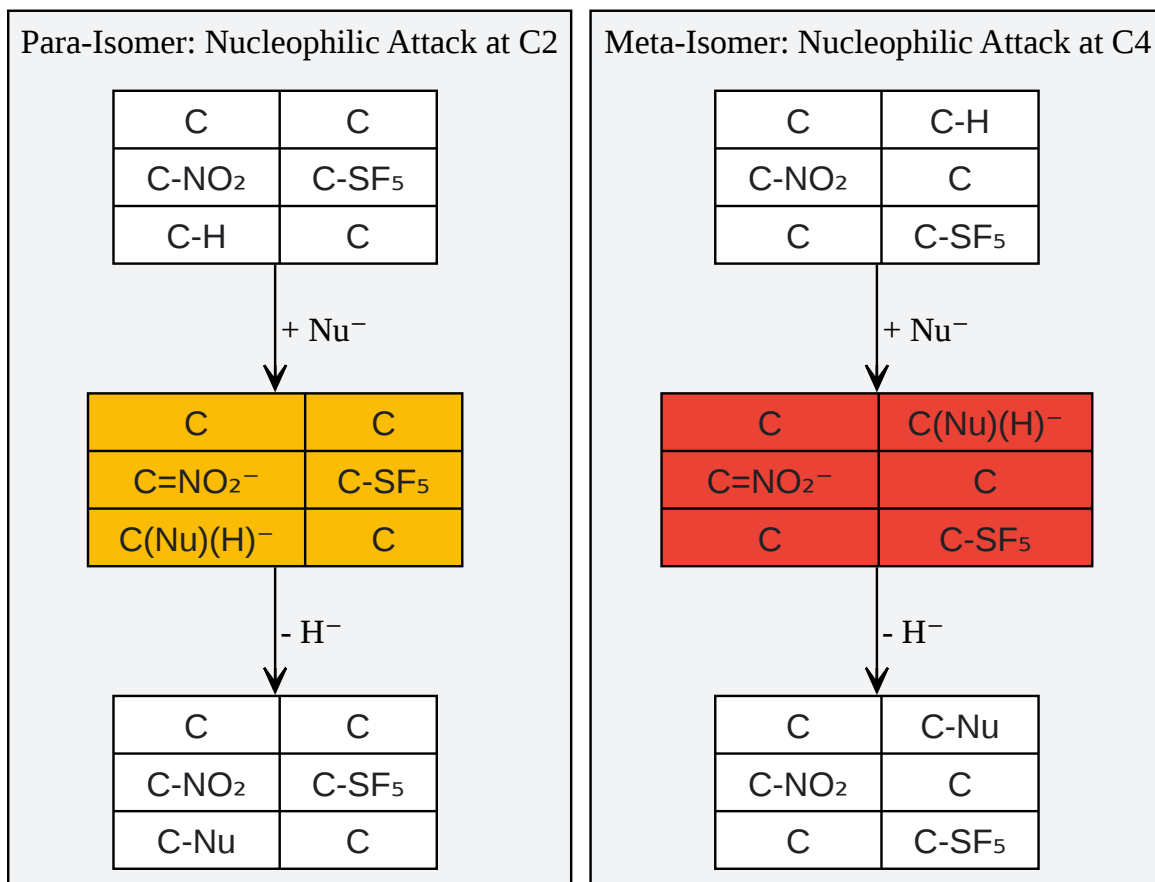 Para-Isomer: Nucleophilic Attack at C2
C C
C-NO₂ C-SF₅
C-H C
+ Nu⁻
C C
C=NO₂⁻ C-SF₅
C(Nu)(H)⁻ C
- H⁻
C C
C-NO₂ C-SF₅
C-Nu C
Meta-Isomer: Nucleophilic Attack at C4
C C-H
C-NO₂ C
C C-SF₅
+ Nu⁻
C C(Nu)(H)⁻
C=NO₂⁻ C
C C-SF₅
- H⁻
C C-Nu
C-NO₂ C
C C-SF₅